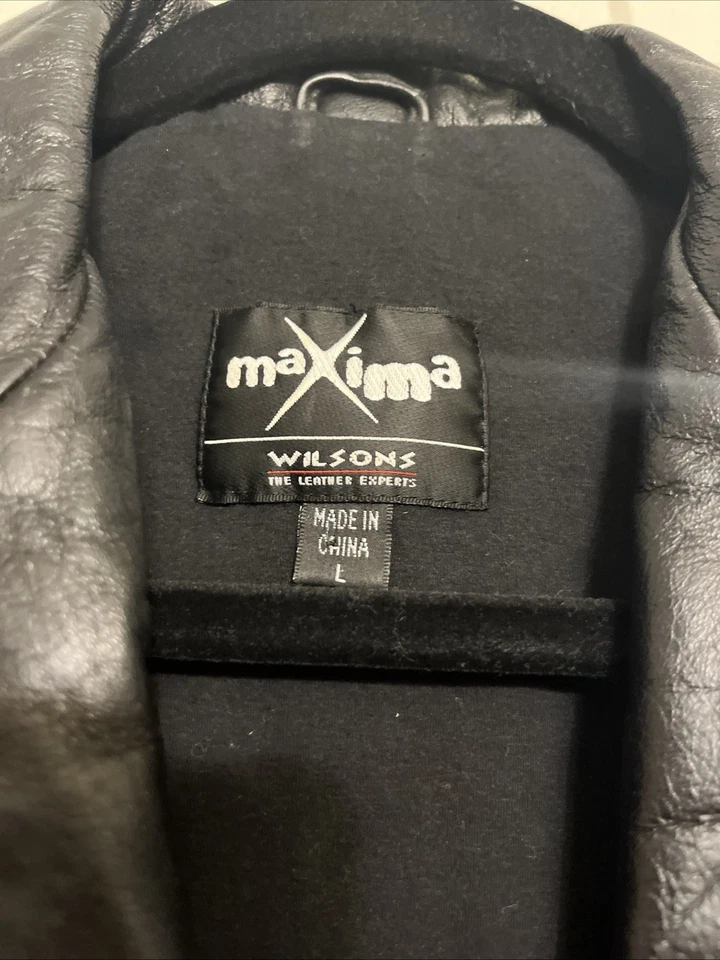 maXima
WILSONS
THE LEATHER EXPERTS
MADE IN
CHINA
L